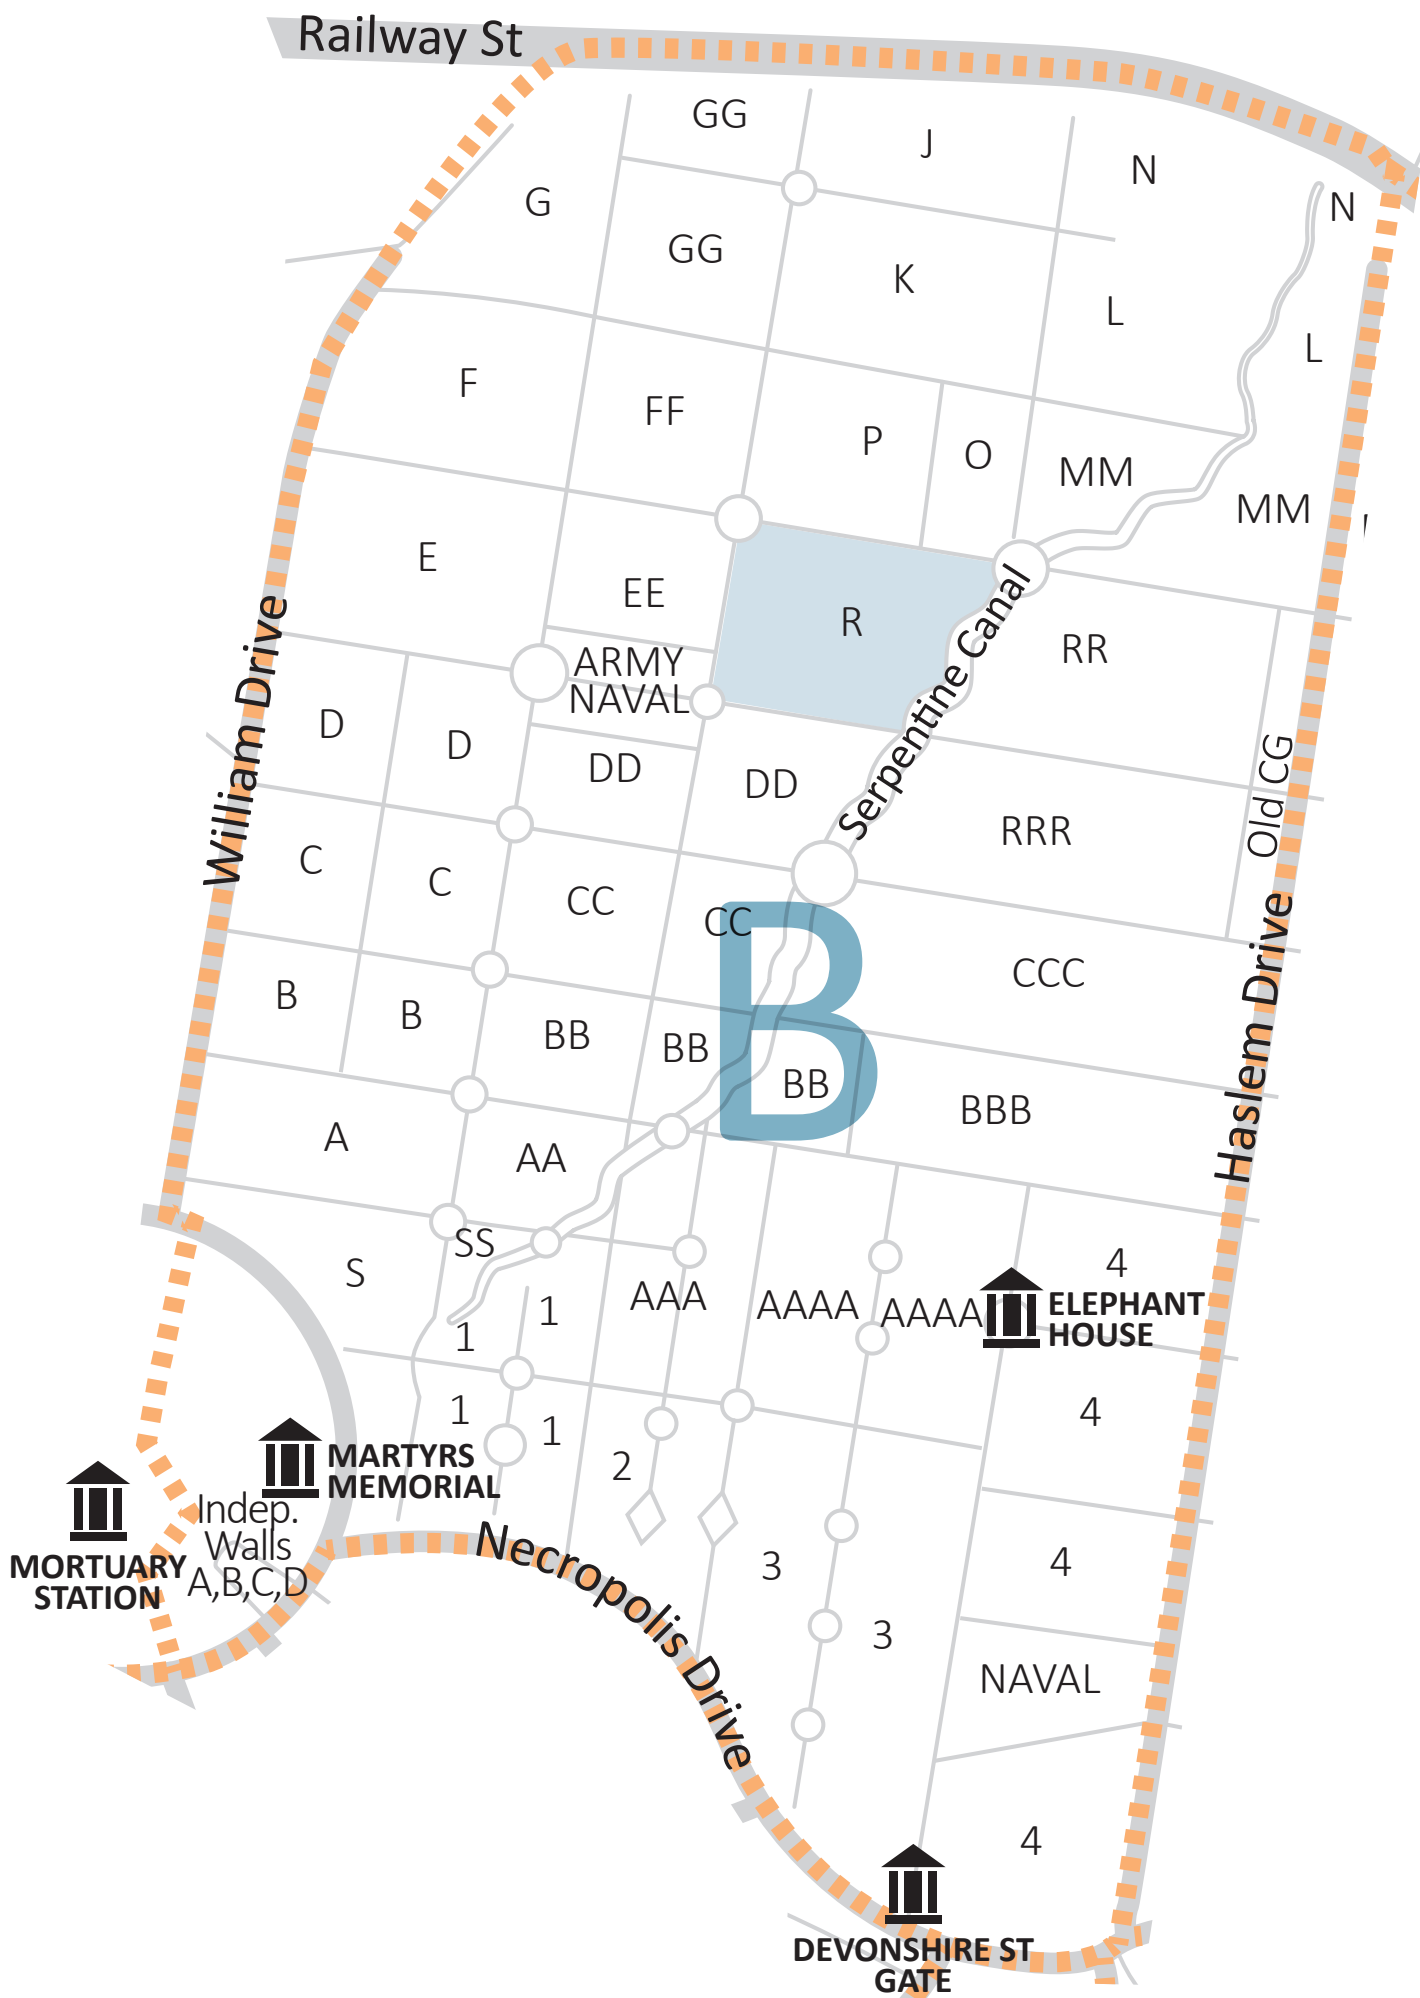 Railway St
GG
J
N
N
G
GG
K
L
L
F
FF
P
O
MM
MM
E
EE
R
RR
ARMY
NAVAL
Serpentine Canal
William Drive
D
D
DD
DD
Old CG
RRR
C
C
CC
CC
CCC
Haslem Drive
B
B
B
BB
BB
BB
BBB
A
AA
S
SS
1
1
AAA
AAAA
AAAA
4
ELEPHANT
HOUSE
1
1
2
4
MARTYRS
MEMORIAL
MORTUARY
STATION
Indep.
Walls
A,B,C,D
Necropolis Drive
3
3
4
NAVAL
4
DEVONSHIRE ST
GATE